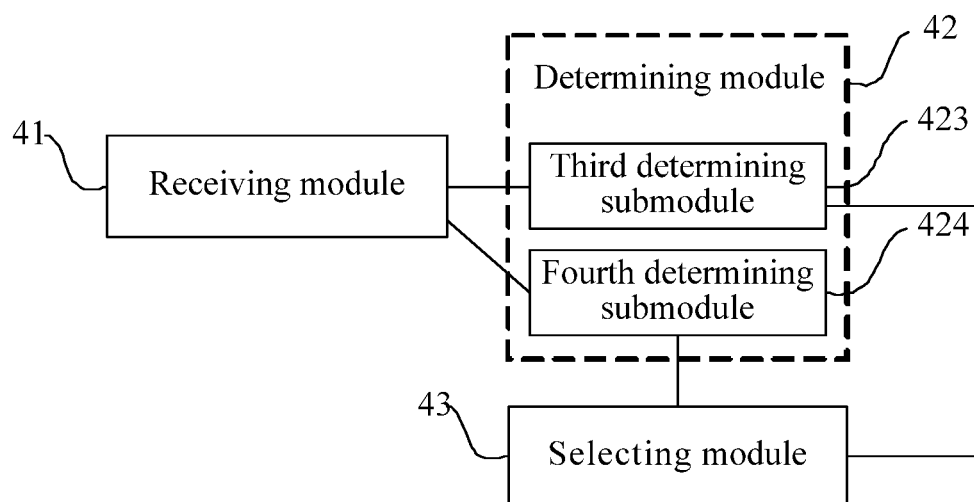 42
Determining module
41
Receiving module
423
Third determining
submodule
424
Fourth determining
submodule
43
Selecting module